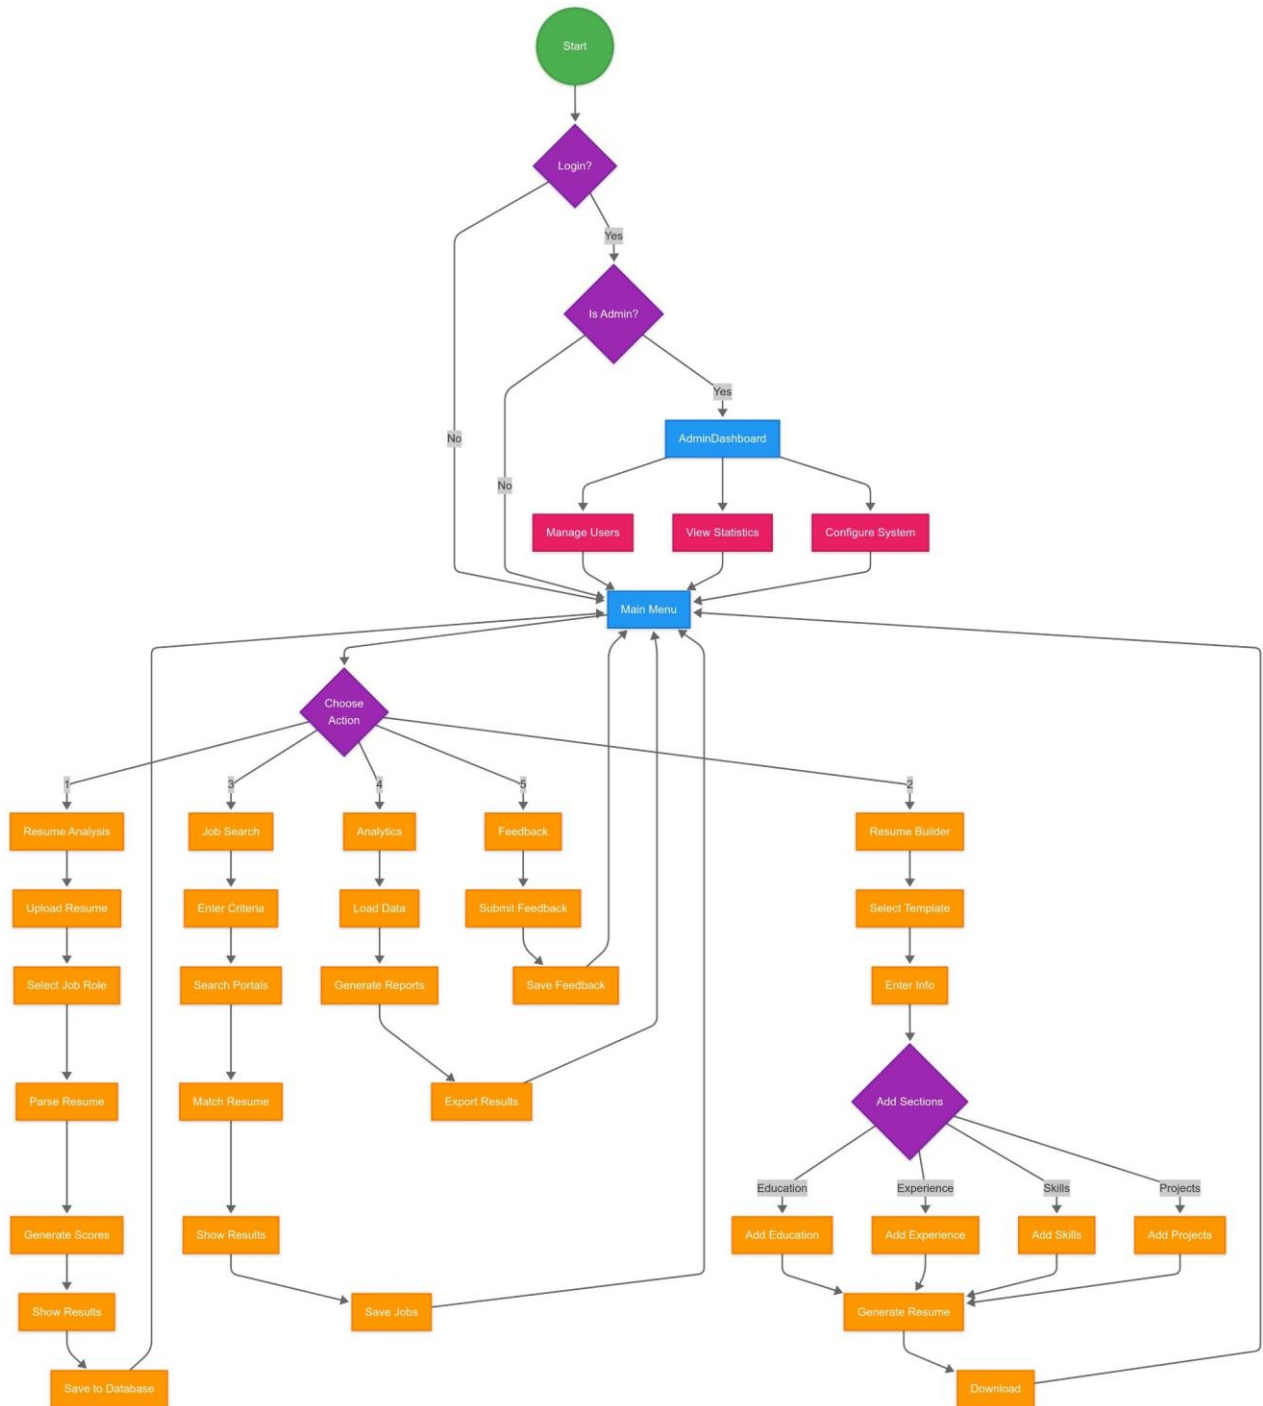 Start
Login?
Yes
Is Admin?
Yes
No
AdminDashboard
No
Manage Users
View Statistics
Configure System
Main Menu
Choose
Action
1
3
4
5
2
Resume Analysis
Job Search
Analytics
Feedback
Resume Builder
Upload Resume
Enter Criteria
Load Data
Submit Feedback
Select Template
Select Job Role
Search Portals
Generate Reports
Save Feedback
Enter Info
Parse Resume
Match Resume
Export Results
Add Sections
Education
Experience
Skills
Projects
Generate Scores
Show Results
Add Education
Add Experience
Add Skills
Add Projects
Show Results
Save Jobs
Generate Resume
Save to Database
Download